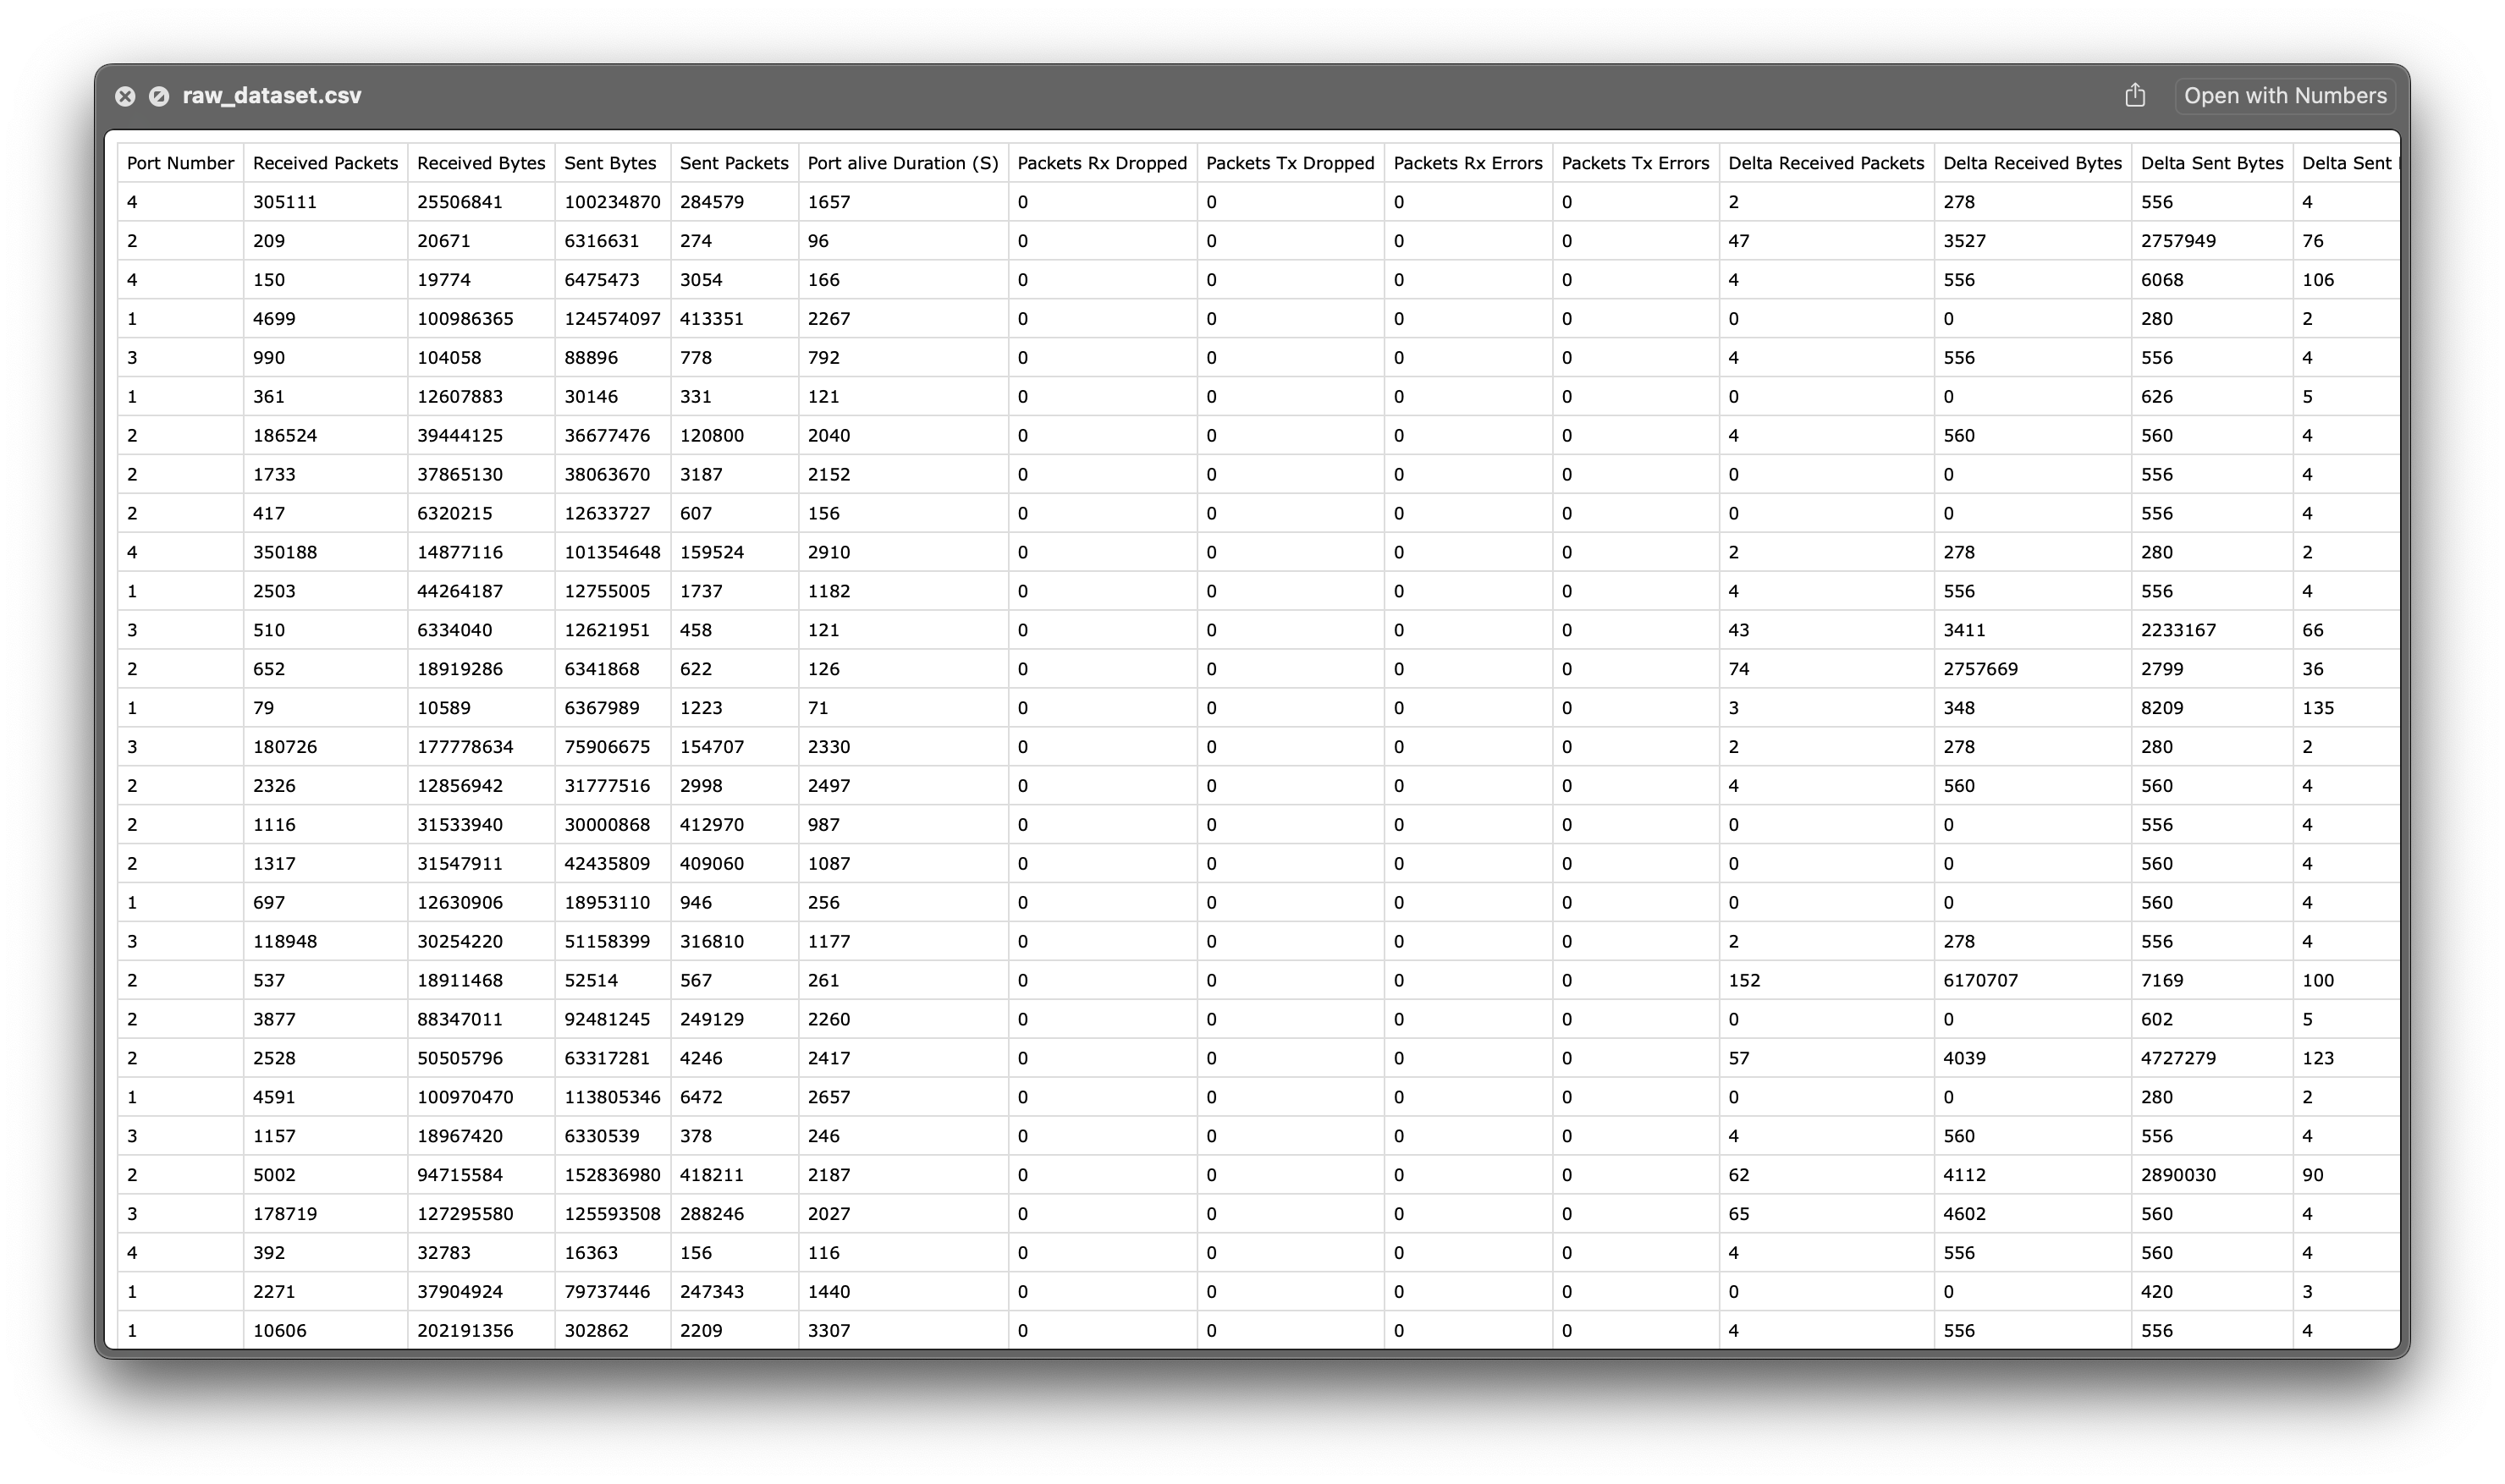 raw_dataset.csv Open with Numbers
Port Number Received Packets Received Bytes Sent Bytes Sent Packets Port alive Duration (S) Packets Rx Dropped Packets Tx Dropped Packets Rx Errors Packets Tx Errors Delta Received Packets Delta Received Bytes Delta Sent Bytes Delta Sent
4 305111 25506841 100234870 284579 1657 0 0 0 0 2 278 556 4
2 209 20671 6316631 274 96 0 0 0 0 47 3527 2757949 76
4 150 19774 6475473 3054 166 0 0 0 0 4 556 6068 106
1 4699 100986365 124574097 413351 2267 0 0 0 0 0 0 280 2
3 990 104058 88896 778 792 0 0 0 0 4 556 556 4
1 361 12607883 30146 331 121 0 0 0 0 0 0 626 5
2 186524 39444125 36677476 120800 2040 0 0 0 0 4 560 560 4
2 1733 37865130 38063670 3187 2152 0 0 0 0 0 0 556 4
2 417 6320215 12633727 607 156 0 0 0 0 0 0 556 4
4 350188 14877116 101354648 159524 2910 0 0 0 0 2 278 280 2
1 2503 44264187 12755005 1737 1182 0 0 0 0 4 556 556 4
3 510 6334040 12621951 458 121 0 0 0 0 43 3411 2233167 66
2 652 18919286 6341868 622 126 0 0 0 0 74 2757669 2799 36
1 79 10589 6367989 1223 71 0 0 0 0 3 348 8209 135
3 180726 177778634 75906675 154707 2330 0 0 0 0 2 278 280 2
2 2326 12856942 31777516 2998 2497 0 0 0 0 4 560 560 4
2 1116 31533940 30000868 412970 987 0 0 0 0 0 0 556 4
2 1317 31547911 42435809 409060 1087 0 0 0 0 0 0 560 4
1 697 12630906 18953110 946 256 0 0 0 0 0 0 560 4
3 118948 30254220 51158399 316810 1177 0 0 0 0 2 278 556 4
2 537 18911468 52514 567 261 0 0 0 0 152 6170707 7169 100
2 3877 88347011 92481245 249129 2260 0 0 0 0 0 0 602 5
2 2528 50505796 63317281 4246 2417 0 0 0 0 57 4039 4727279 123
1 4591 100970470 113805346 6472 2657 0 0 0 0 0 0 280 2
3 1157 18967420 6330539 378 246 0 0 0 0 4 560 556 4
2 5002 94715584 152836980 418211 2187 0 0 0 0 62 4112 2890030 90
3 178719 127295580 125593508 288246 2027 0 0 0 0 65 4602 560 4
4 392 32783 16363 156 116 0 0 0 0 4 556 560 4
1 2271 37904924 79737446 247343 1440 0 0 0 0 0 0 420 3
1 10606 202191356 302862 2209 3307 0 0 0 0 4 556 556 4